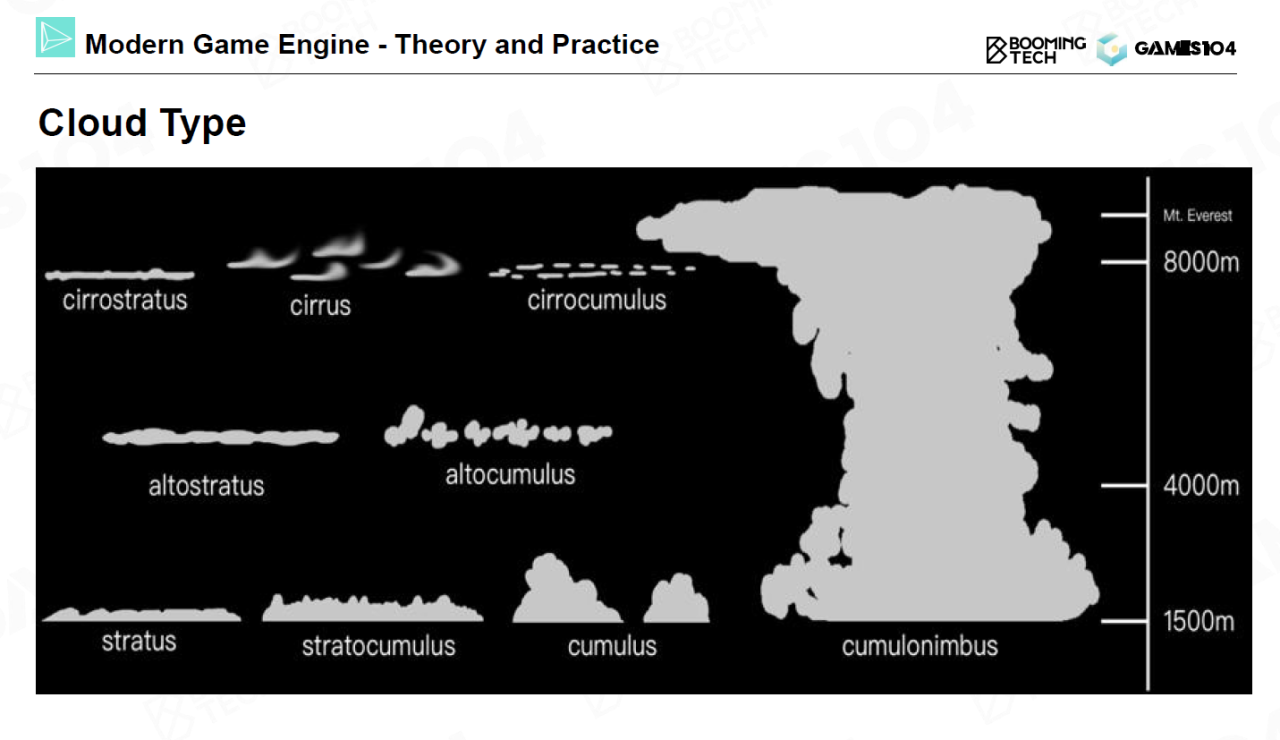 Modern Game Engine - Theory and Practice
BOOMING
TECH
GAMES104
Cloud Type
Mt. Everest
8000m
cirrostratus
cirrus
cirrocumulus
altostratus
altocumulus
4000m
1500m
stratus
stratocumulus
cumulus
cumulonimbus